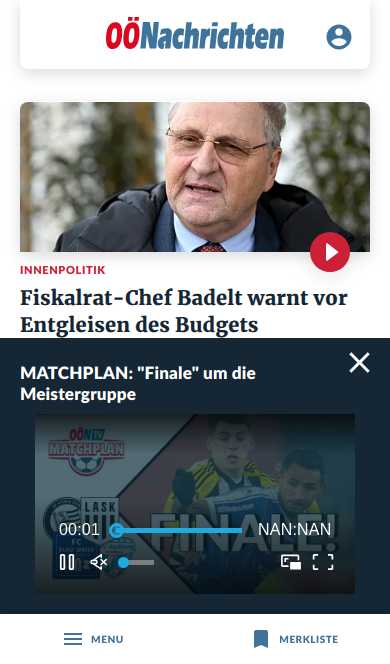 OÖNachrichten
INNENPOLITIK
Fiskalrat-Chef Badelt warnt vor
Entgleisen des Budgets
MATCHPLAN: "Finale" um die
Meistergruppe
OÖN TV
MATCHPLAN
LASK
FC
FINALE!
00:01
NAN:NAN
MENU
MERKLISTE